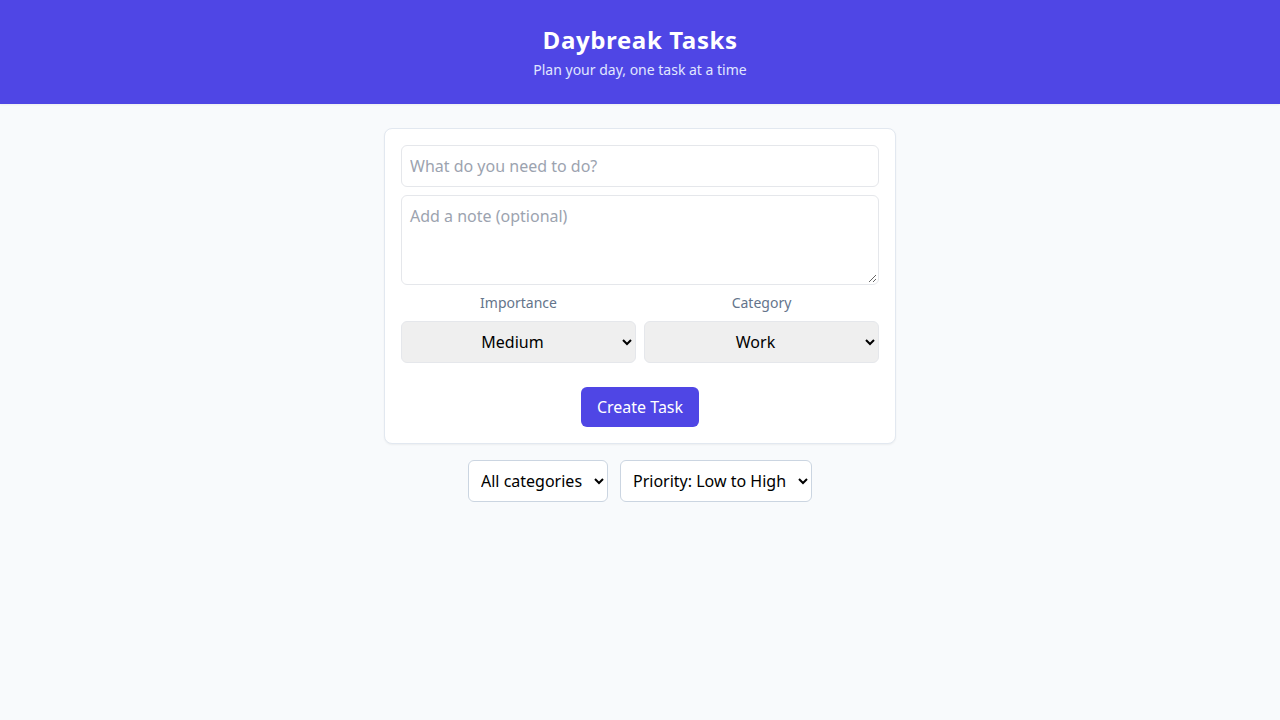 Daybreak Tasks
Plan your day, one task at a time
What do you need to do?
Add a note (optional)
Importance Category
Medium Work
Create Task
All categories Priority: Low to High